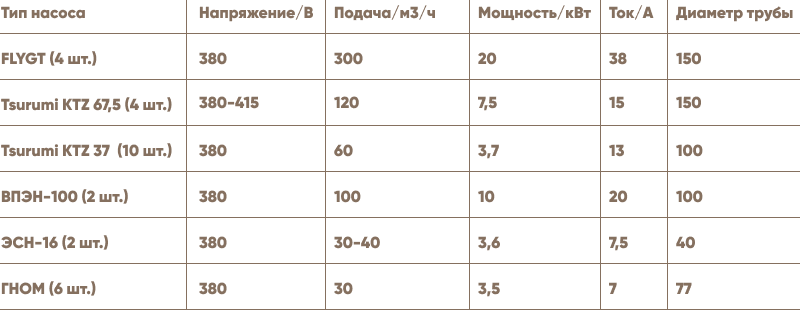 Тип насоса Напряжение/В Подача/м3/ч Мощность/кВт Ток/А Диаметр трубы
FLYGT (4 шт.) 380 300 20 38 150
Tsurumi KTZ 67,5 (4 шт.) 380-415 120 7,5 15 150
Tsurumi KTZ 37 (10 шт.) 380 60 3,7 13 100
ВПЭН-100 (2 шт.) 380 100 10 20 100
ЭСН-16 (2 шт.) 380 30-40 3,6 7,5 40
ГНОМ (6 шт.) 380 30 3,5 7 77